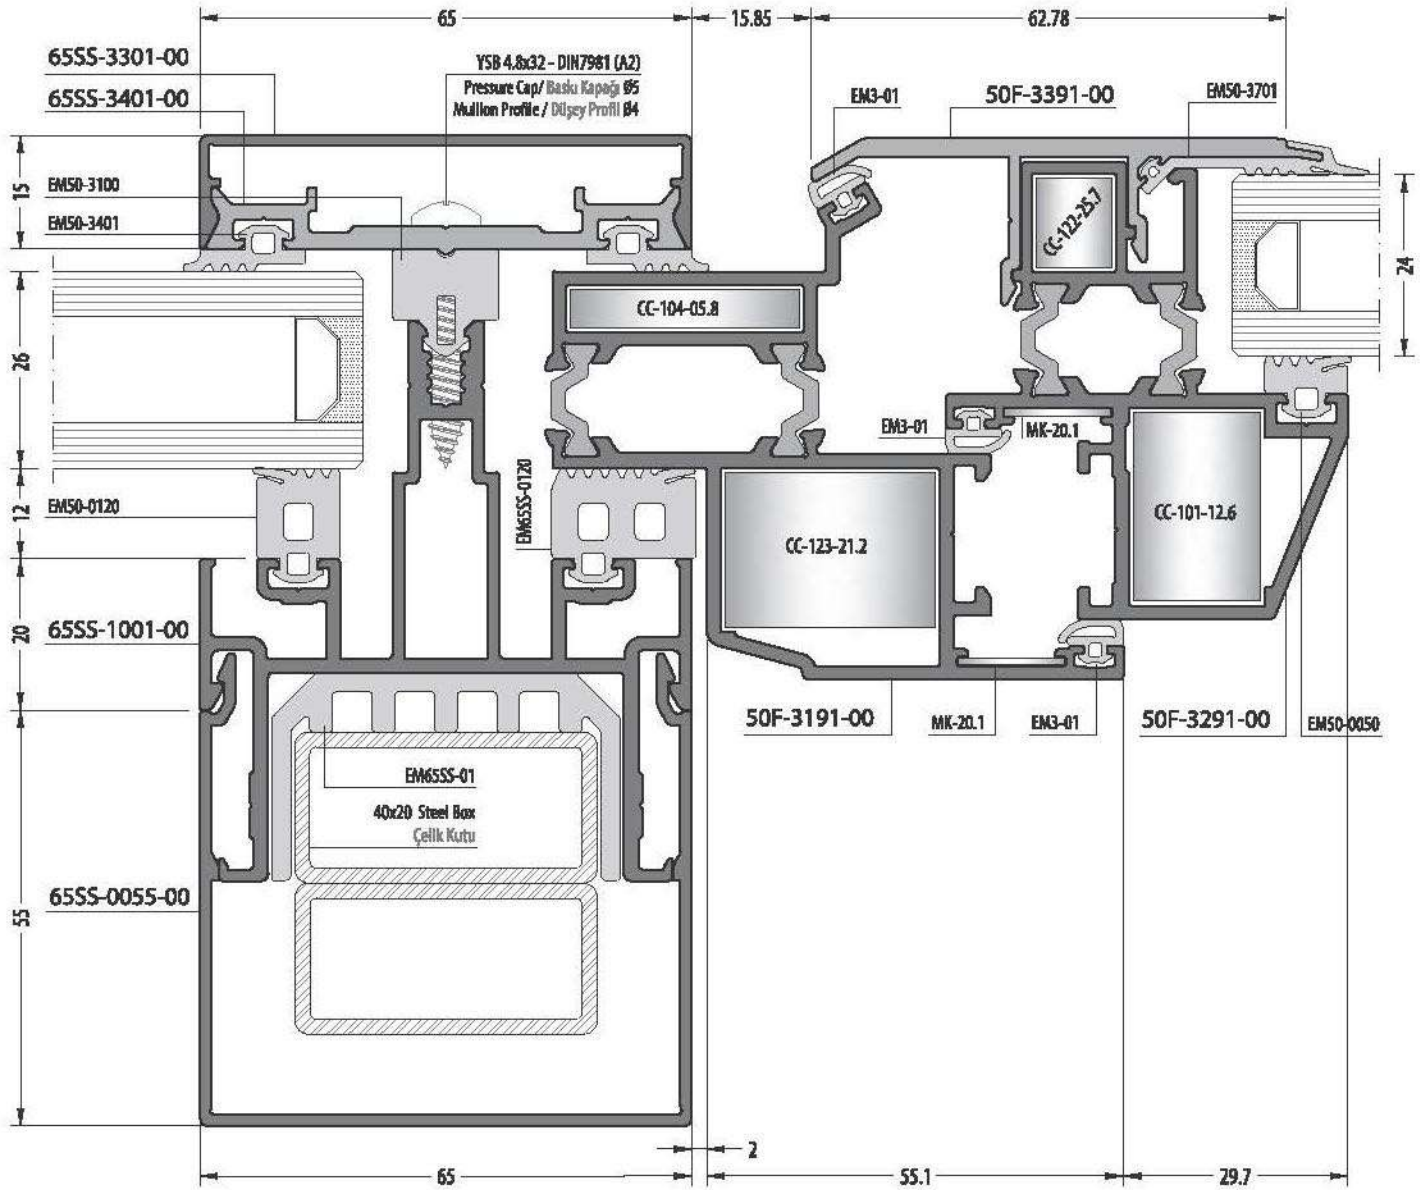 65
15.85
62.78
65SS-3301-00
YSB 4.8x32 - DIN7981 (A2)
Pressure Cap/ Baskı Kapağı Ø5
Mullion Profile / Düşey Profil Ø4
65SS-3401-00
EM3-01
50F-3391-00
EM50-3701
15
EM50-3100
EM50-3401
CC-122-25.7
24
CC-104-05.8
26
EM3-01
MK-20.1
EM50-0120
12
EM65SS-0120
CC-123-21.2
CC-101-12.6
20
65SS-1001-00
50F-3191-00
MK-20.1
EM3-01
50F-3291-00
EM50-0050
EM65SS-01
40x20 Steel Box
Çelik Kutu
65SS-0055-00
55
2
65
55.1
29.7